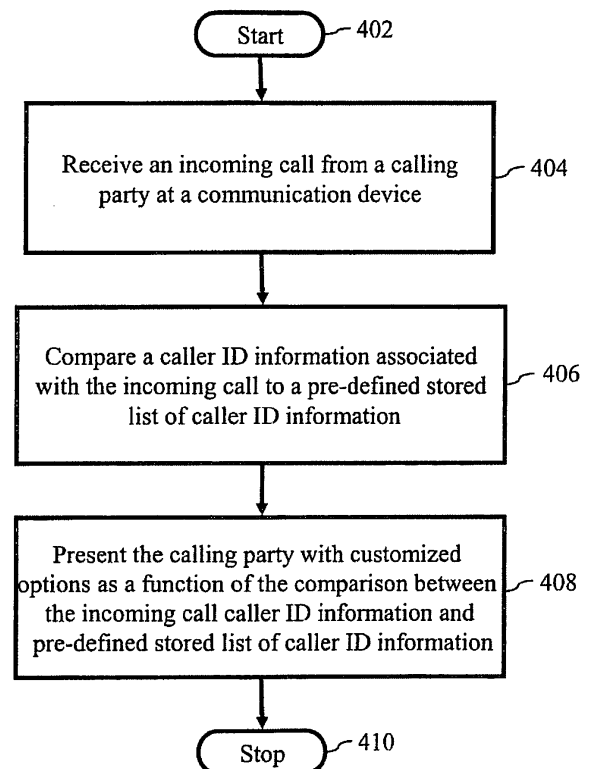 Start
402
Receive an incoming call from a calling
party at a communication device
404
Compare a caller ID information associated
with the incoming call to a pre-defined stored
list of caller ID information
406
Present the calling party with customized
options as a function of the comparison between
the incoming call caller ID information and
pre-defined stored list of caller ID information
408
Stop
410